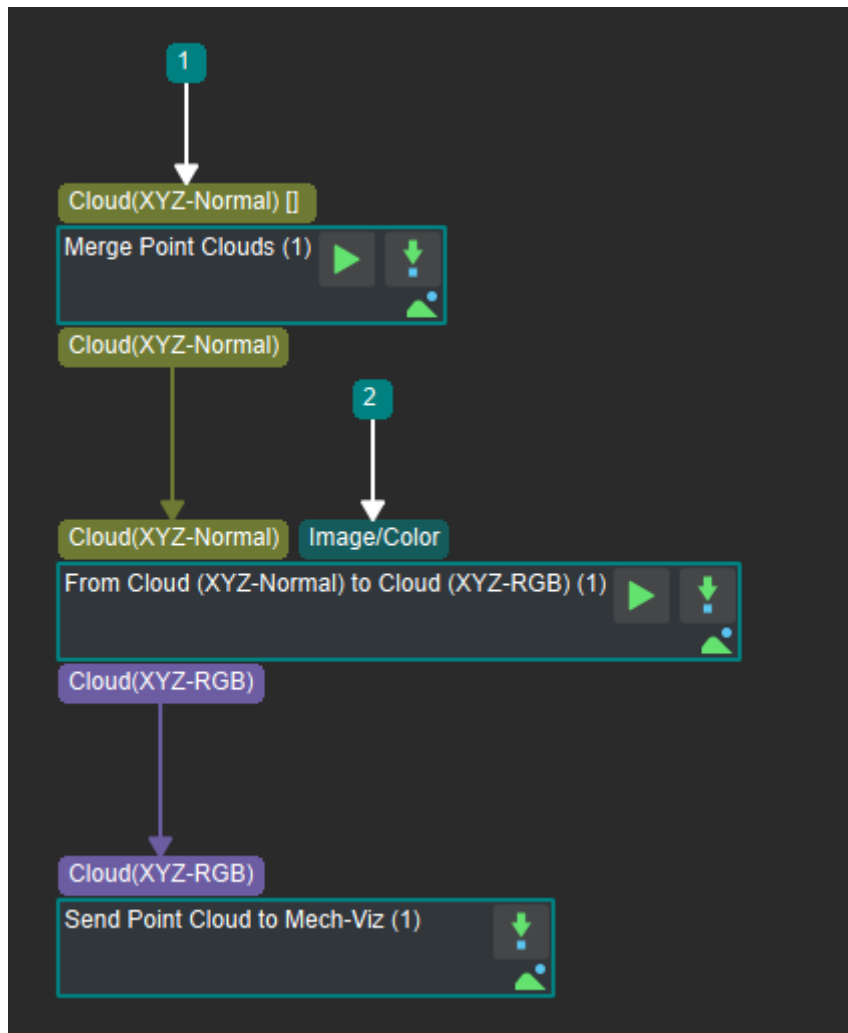 1
Cloud(XYZ-Normal) []
Merge Point Clouds (1)
Cloud(XYZ-Normal)
2
Cloud(XYZ-Normal) Image/Color
From Cloud (XYZ-Normal) to Cloud (XYZ-RGB) (1)
Cloud(XYZ-RGB)
Cloud(XYZ-RGB)
Send Point Cloud to Mech-Viz (1)